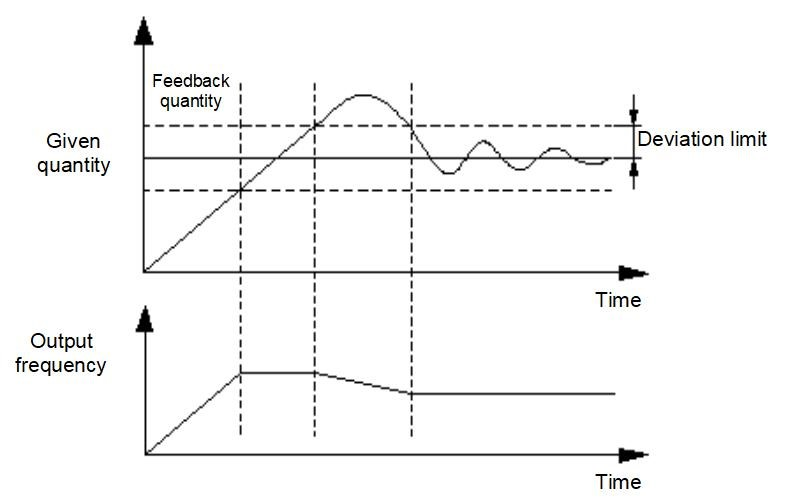 Feedback
quantity
Given
quantity
Deviation limit
Time
Output
frequency
Time